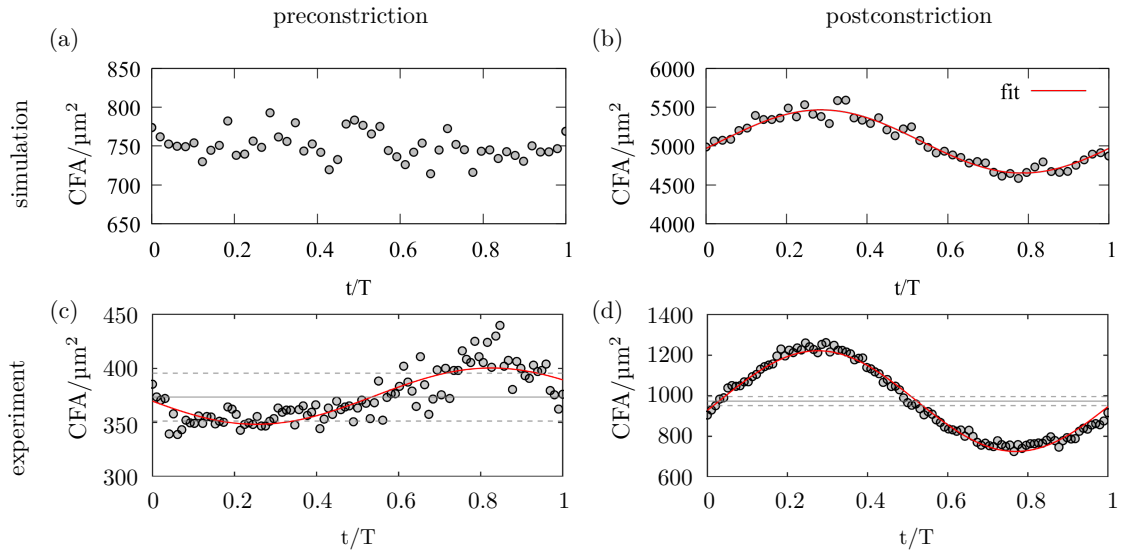 preconstriction
postconstriction
(a)
(b)
simulation
CFA/µm²
850
800
750
700
650
0 0.2 0.4 0.6 0.8 1
t/T
CFA/µm²
6000
5500
5000
4500
4000
fit
0 0.2 0.4 0.6 0.8 1
t/T
(c)
(d)
experiment
CFA/µm²
450
400
350
300
0 0.2 0.4 0.6 0.8 1
t/T
CFA/µm²
1400
1200
1000
800
600
0 0.2 0.4 0.6 0.8 1
t/T